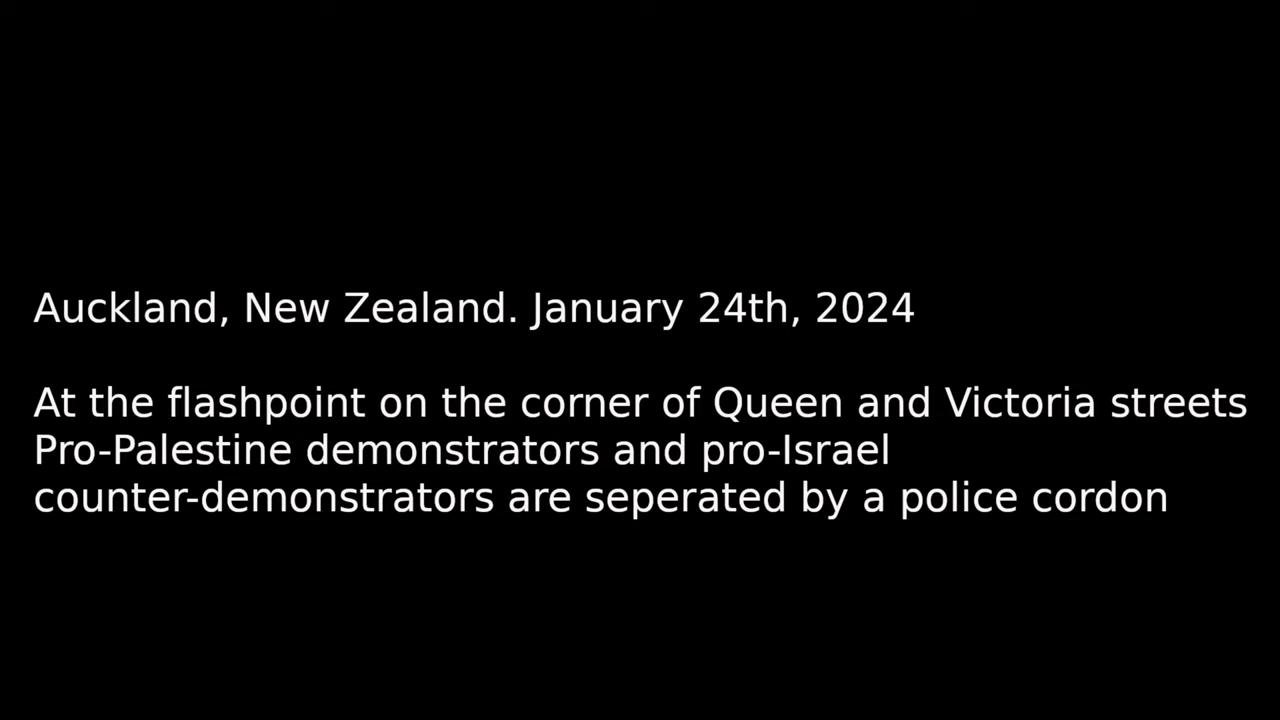 Auckland, New Zealand. January 24th, 2024
At the flashpoint on the corner of Queen and Victoria streets
Pro-Palestine demonstrators and pro-Israel
counter-demonstrators are seperated by a police cordon